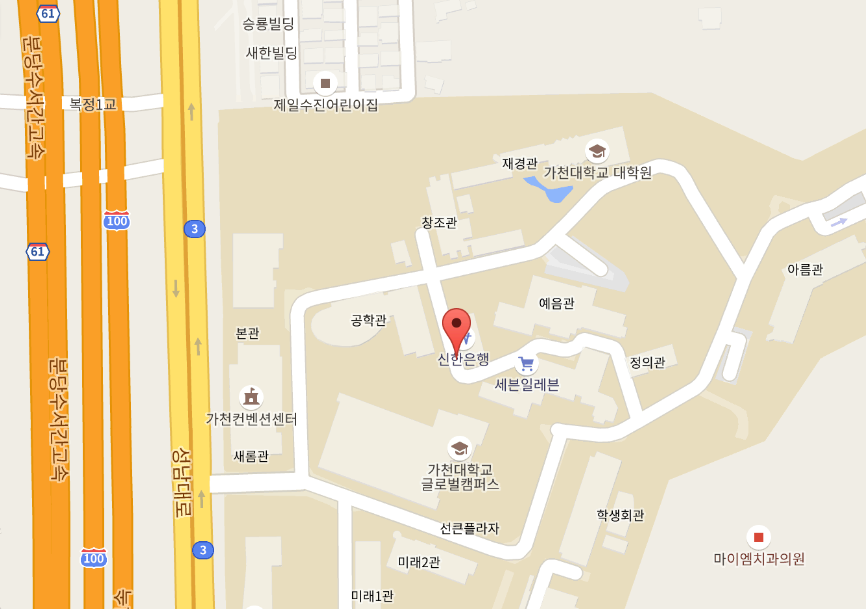 61
승룡빌딩
새한빌딩
분당수서간고속
복정1교
제일수진어린이집
재경관
가천대학교 대학원
100
3
창조관
61
아름관
예음관
공학관
본관
신한은행
정의관
세븐일레븐
분당수서간고속
가천컨벤션센터
성남대로
새롬관
가천대학교
글로벌캠퍼스
학생회관
선큰플라자
3
100
미래2관
마이엠치과의원
미래1관